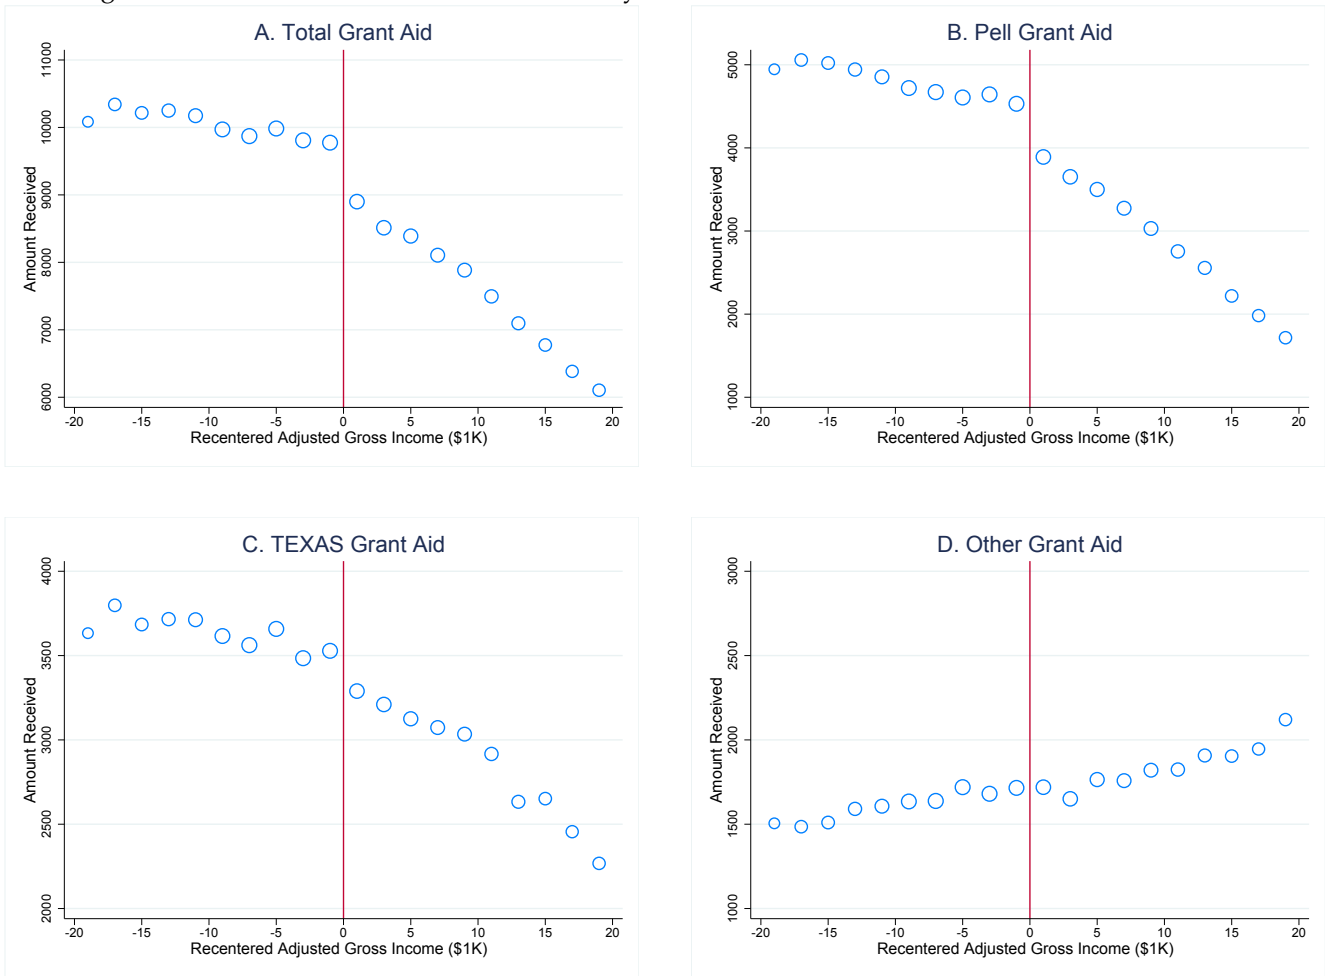 A. Total Grant Aid
Amount Received
11000
10000
9000
8000
7000
6000
-20 -15 -10 -5 0 5 10 15 20
Recentered Adjusted Gross Income ($1K)
B. Pell Grant Aid
Amount Received
5000
4000
3000
2000
1000
-20 -15 -10 -5 0 5 10 15 20
Recentered Adjusted Gross Income ($1K)
C. TEXAS Grant Aid
Amount Received
4000
3500
3000
2500
2000
-20 -15 -10 -5 0 5 10 15 20
Recentered Adjusted Gross Income ($1K)
D. Other Grant Aid
Amount Received
3000
2500
2000
1500
1000
-20 -15 -10 -5 0 5 10 15 20
Recentered Adjusted Gross Income ($1K)